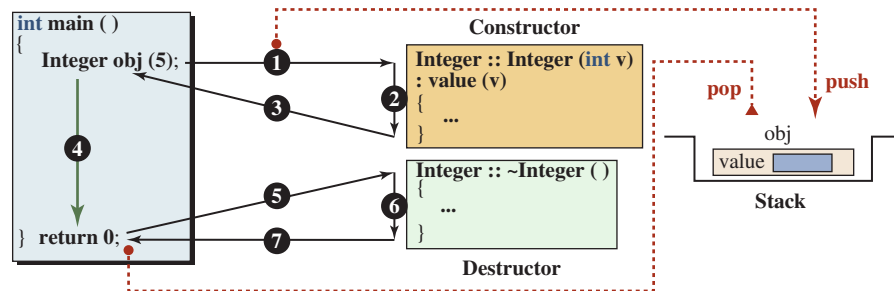 int main ( )
{
Integer obj (5);
4
} return 0;
1
3
2
5
6
7
Constructor
Integer :: Integer (int v)
: value (v)
{
...
}
Integer :: ~Integer ( )
{
...
}
Destructor
pop
push
obj
value
Stack